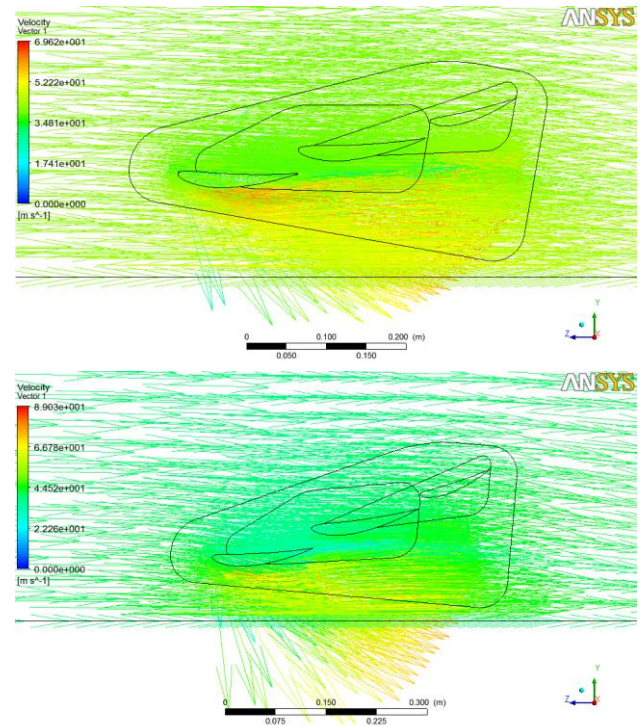 Velocity
Vector 1
ANSYS
6.962e+001
5.222e+001
3.481e+001
1.741e+001
0.000e+000
[m s^-1]
0 0.100 0.200 (m)
0.050 0.150
Y
Z X
Velocity
Vector 1
ANSYS
8.903e+001
6.678e+001
4.452e+001
2.226e+001
0.000e+000
[m s^-1]
0 0.150 0.300 (m)
0.075 0.225
Y
Z X